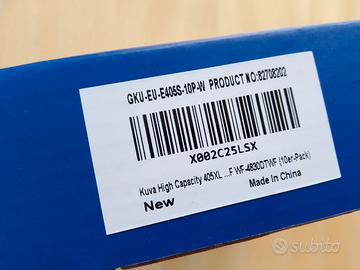 GKU-EU-E405S-10P-W PRODUCT NO:82708202
X002C25LSX
Kuva High Capacity 405XL ...F WF-4830DTWF (10er-Pack)
New
Made In China
subito